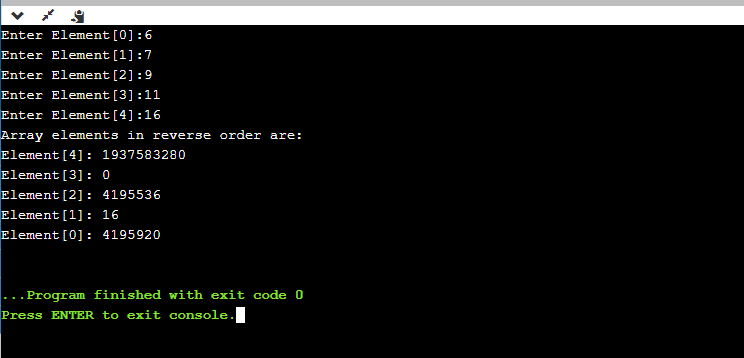 Enter Element[0]:6
Enter Element[1]:7
Enter Element[2]:9
Enter Element[3]:11
Enter Element[4]:16
Array elements in reverse order are:
Element[4]: 1937583280
Element[3]: 0
Element[2]: 4195536
Element[1]: 16
Element[0]: 4195920
...Program finished with exit code 0
Press ENTER to exit console.